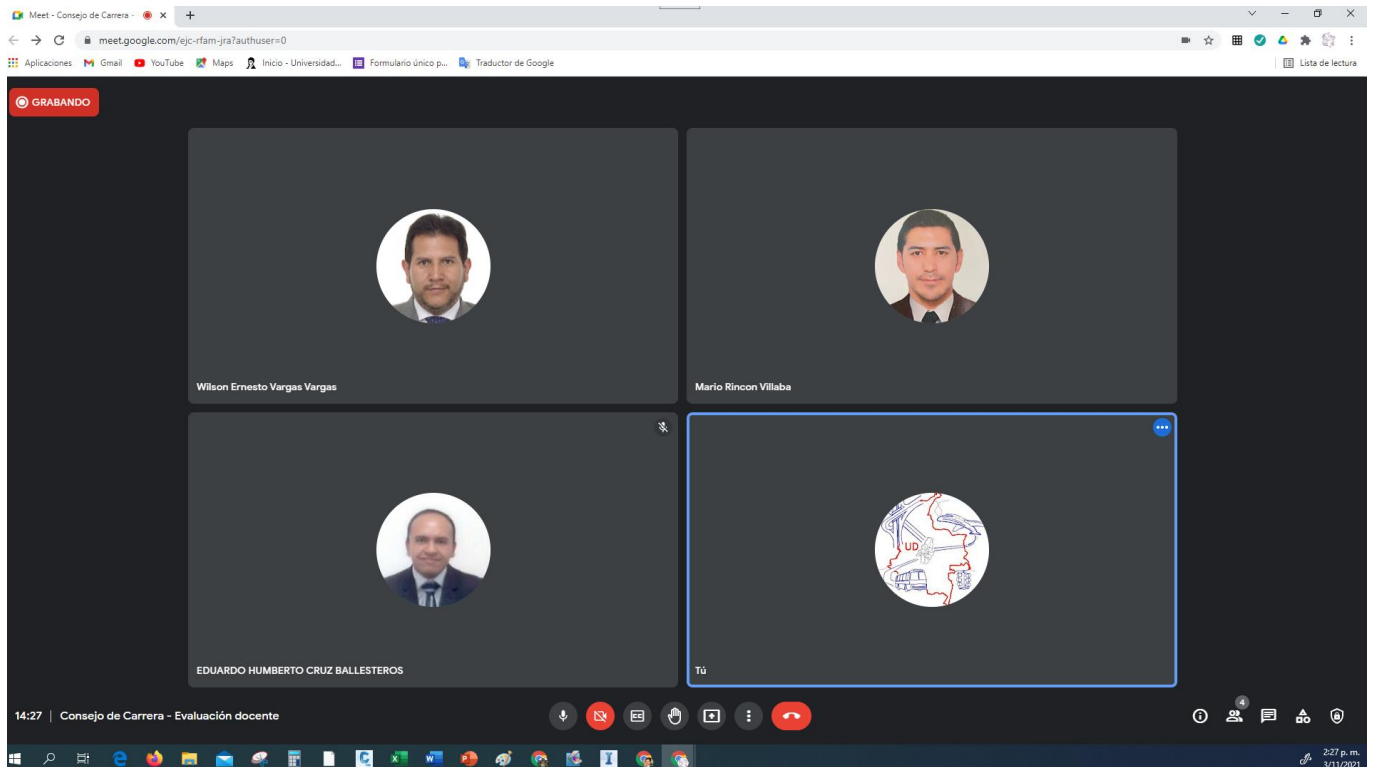 Meet - Consejo de Carrera -
meet.google.com/ejc-rfam-jra?authuser=0
Aplicaciones Gmail YouTube Maps Inicio - Universidad... Formulario único p... Traductor de Google Lista de lectura
GRABANDO
Wilson Ernesto Vargas Vargas
Mario Rincon Villaba
EDUARDO HUMBERTO CRUZ BALLESTEROS
UD
Tú
14:27 | Consejo de Carrera - Evaluación docente
CC
4
2:27 p. m.
3/11/2021